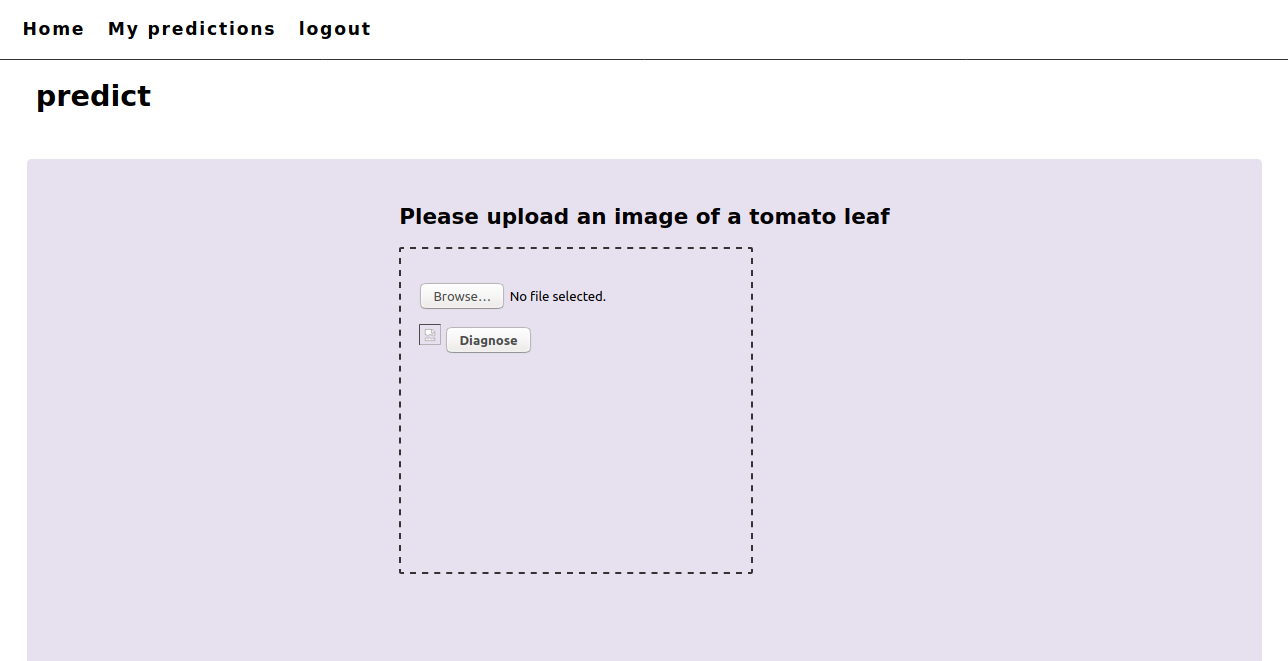 Home My predictions logout
predict
Please upload an image of a tomato leaf
Browse... No file selected.
Diagnose